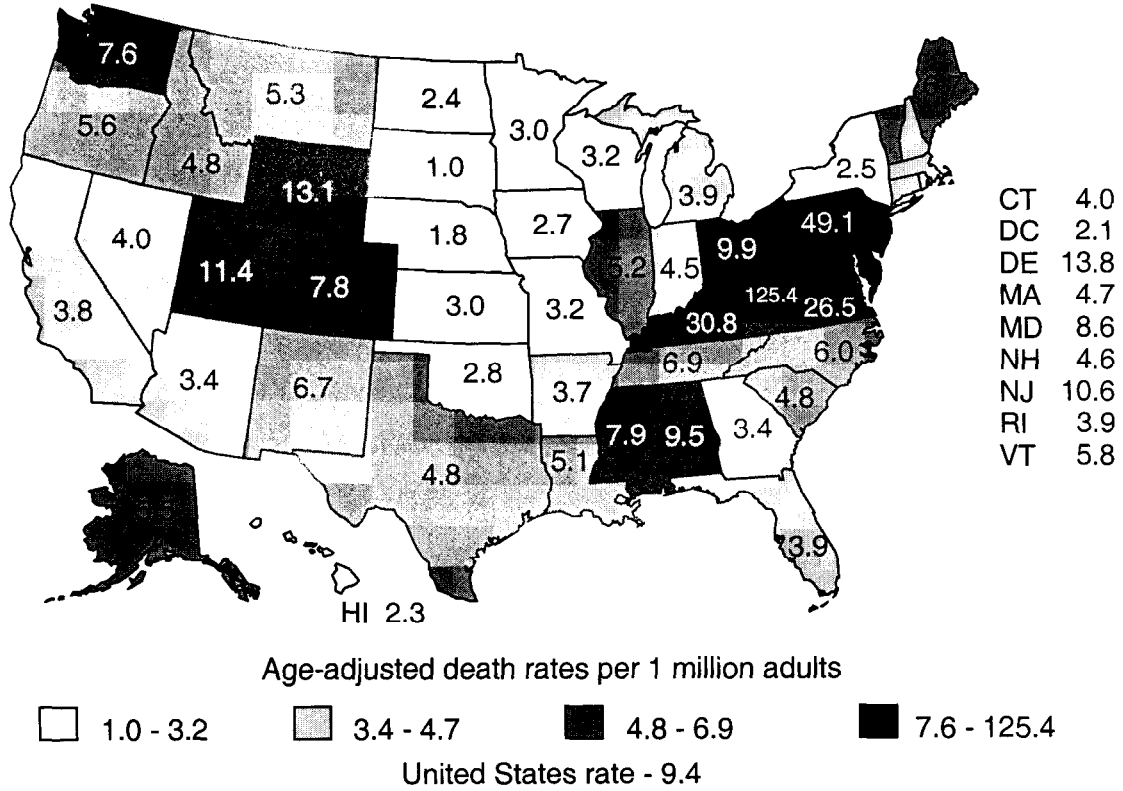 7.6
5.3
2.4
5.6
3.0
4.8
1.0
3.2
2.5
13.1
3.9
CT 4.0
49.1
DC 2.1
4.0
1.8
2.7
9.9
DE 13.8
11.4
7.8
4.5
MA 4.7
3.8
3.0
3.2
125.4
26.5
MD 8.6
30.8
6.0
NH 4.6
3.4
6.7
2.8
3.7
6.9
4.8
NJ 10.6
7.9
9.5
3.4
RI 3.9
4.8
5.1
VT 5.8
3.9
HI 2.3
Age-adjusted death rates per 1 million adults
1.0 - 3.2
3.4 - 4.7
4.8 - 6.9
7.6 - 125.4
United States rate - 9.4